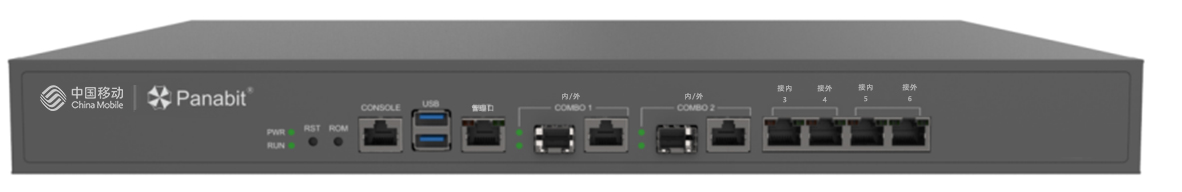 中国移动
China Mobile
Panabit®
PWR
RUN
RST
ROM
CONSOLE
USB
管理口
内/外
COMBO 1
内/外
COMBO 2
接内
3
接外
4
接内
5
接外
6